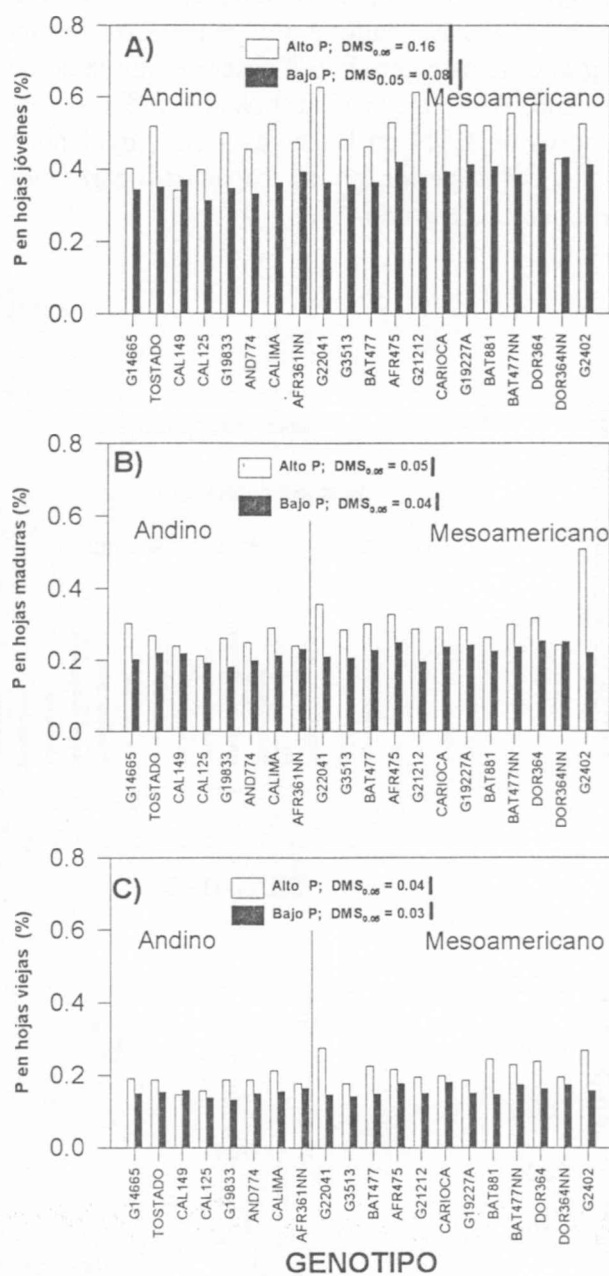 A)
Alto P; DMS0.05 = 0.16
Bajo P; DMS0.05 = 0.08
Andino
Mesoamericano
P en hojas jóvenes (%)
0.8
0.6
0.4
0.2
0.0
G14665
TOSTADO
CAL149
CAL125
G19833
AND774
CALIMA
AFR361NN
G22041
G3513
BAT477
AFR475
G21212
CARIOCA
G19227A
BAT881
BAT477NN
DOR364
DOR364NN
G2402
B)
Alto P; DMS0.05 = 0.05
Bajo P; DMS0.05 = 0.04
Andino
Mesoamericano
P en hojas maduras (%)
0.8
0.6
0.4
0.2
0.0
G14665
TOSTADO
CAL149
CAL125
G19833
AND774
CALIMA
AFR361NN
G22041
G3513
BAT477
AFR475
G21212
CARIOCA
G19227A
BAT881
BAT477NN
DOR364
DOR364NN
G2402
C)
Alto P; DMS0.05 = 0.04
Bajo P; DMS0.05 = 0.03
Andino
Mesoamericano
P en hojas viejas (%)
0.8
0.6
0.4
0.2
0.0
G14665
TOSTADO
CAL149
CAL125
G19833
AND774
CALIMA
AFR361NN
G22041
G3513
BAT477
AFR475
G21212
CARIOCA
G19227A
BAT881
BAT477NN
DOR364
DOR364NN
G2402
GENOTIPO